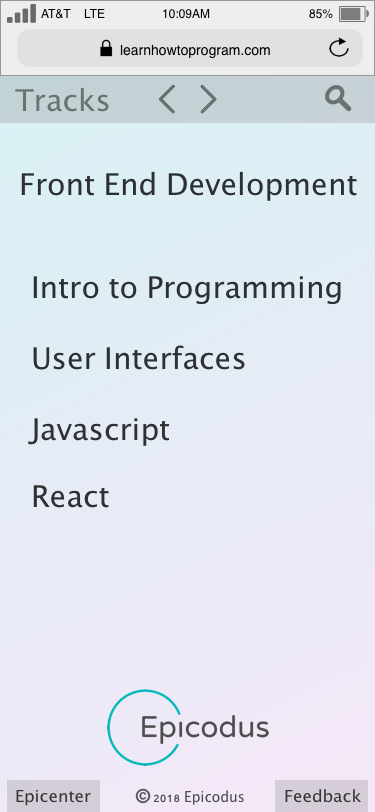 AT&T LTE 10:09AM 85%
learnhowtoprogram.com
Tracks
Front End Development
Intro to Programming
User Interfaces
Javascript
React
Epicodus
Epicenter © 2018 Epicodus Feedback